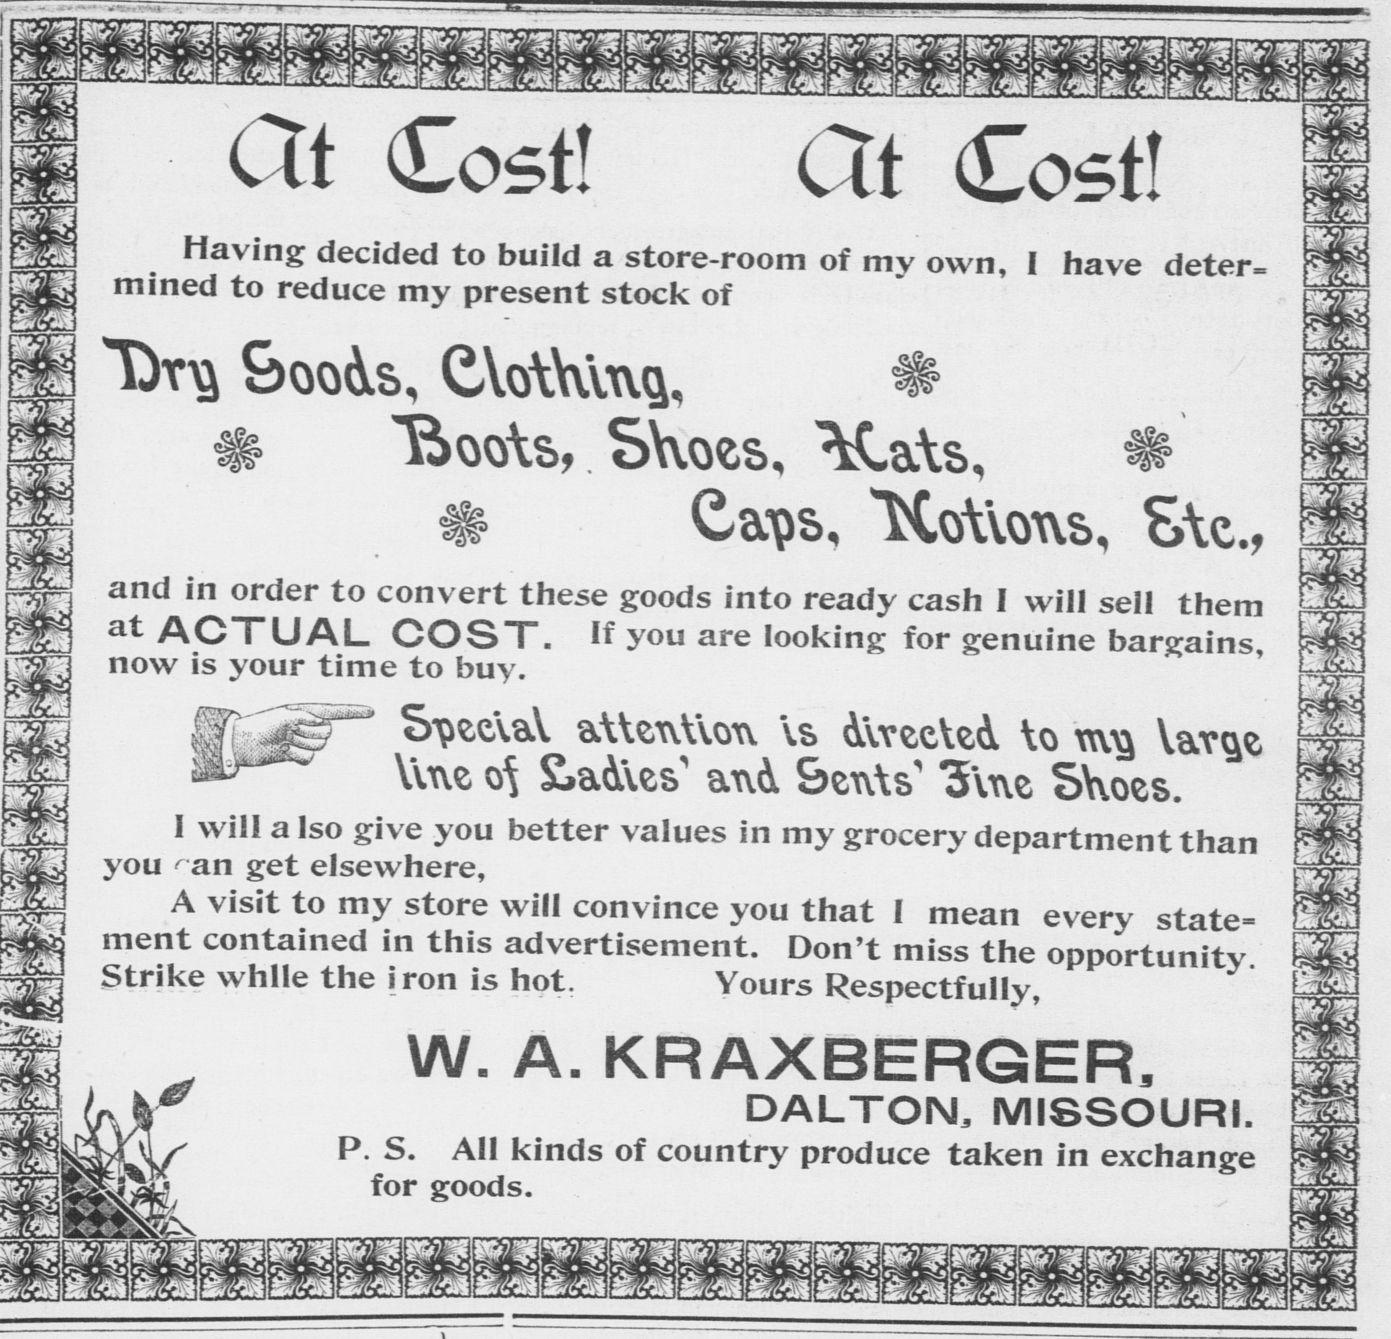 At Cost! At Cost!
Having decided to build a store-room of my own, I have deter=
mined to reduce my present stock of
Dry Goods, Clothing,
Boots, Shoes, Hats,
Caps, Notions, Etc.,
and in order to convert these goods into ready cash I will sell them
at ACTUAL COST. If you are looking for genuine bargains,
now is your time to buy.
Special attention is directed to my large
line of Ladies' and Gents' Fine Shoes.
I will also give you better values in my grocery department than
you can get elsewhere,
A visit to my store will convince you that I mean every state=
ment contained in this advertisement. Don't miss the opportunity.
Strike whlle the iron is hot. Yours Respectfully,
W. A. KRAXBERGER,
DALTON, MISSOURI.
P. S. All kinds of country produce taken in exchange
for goods.